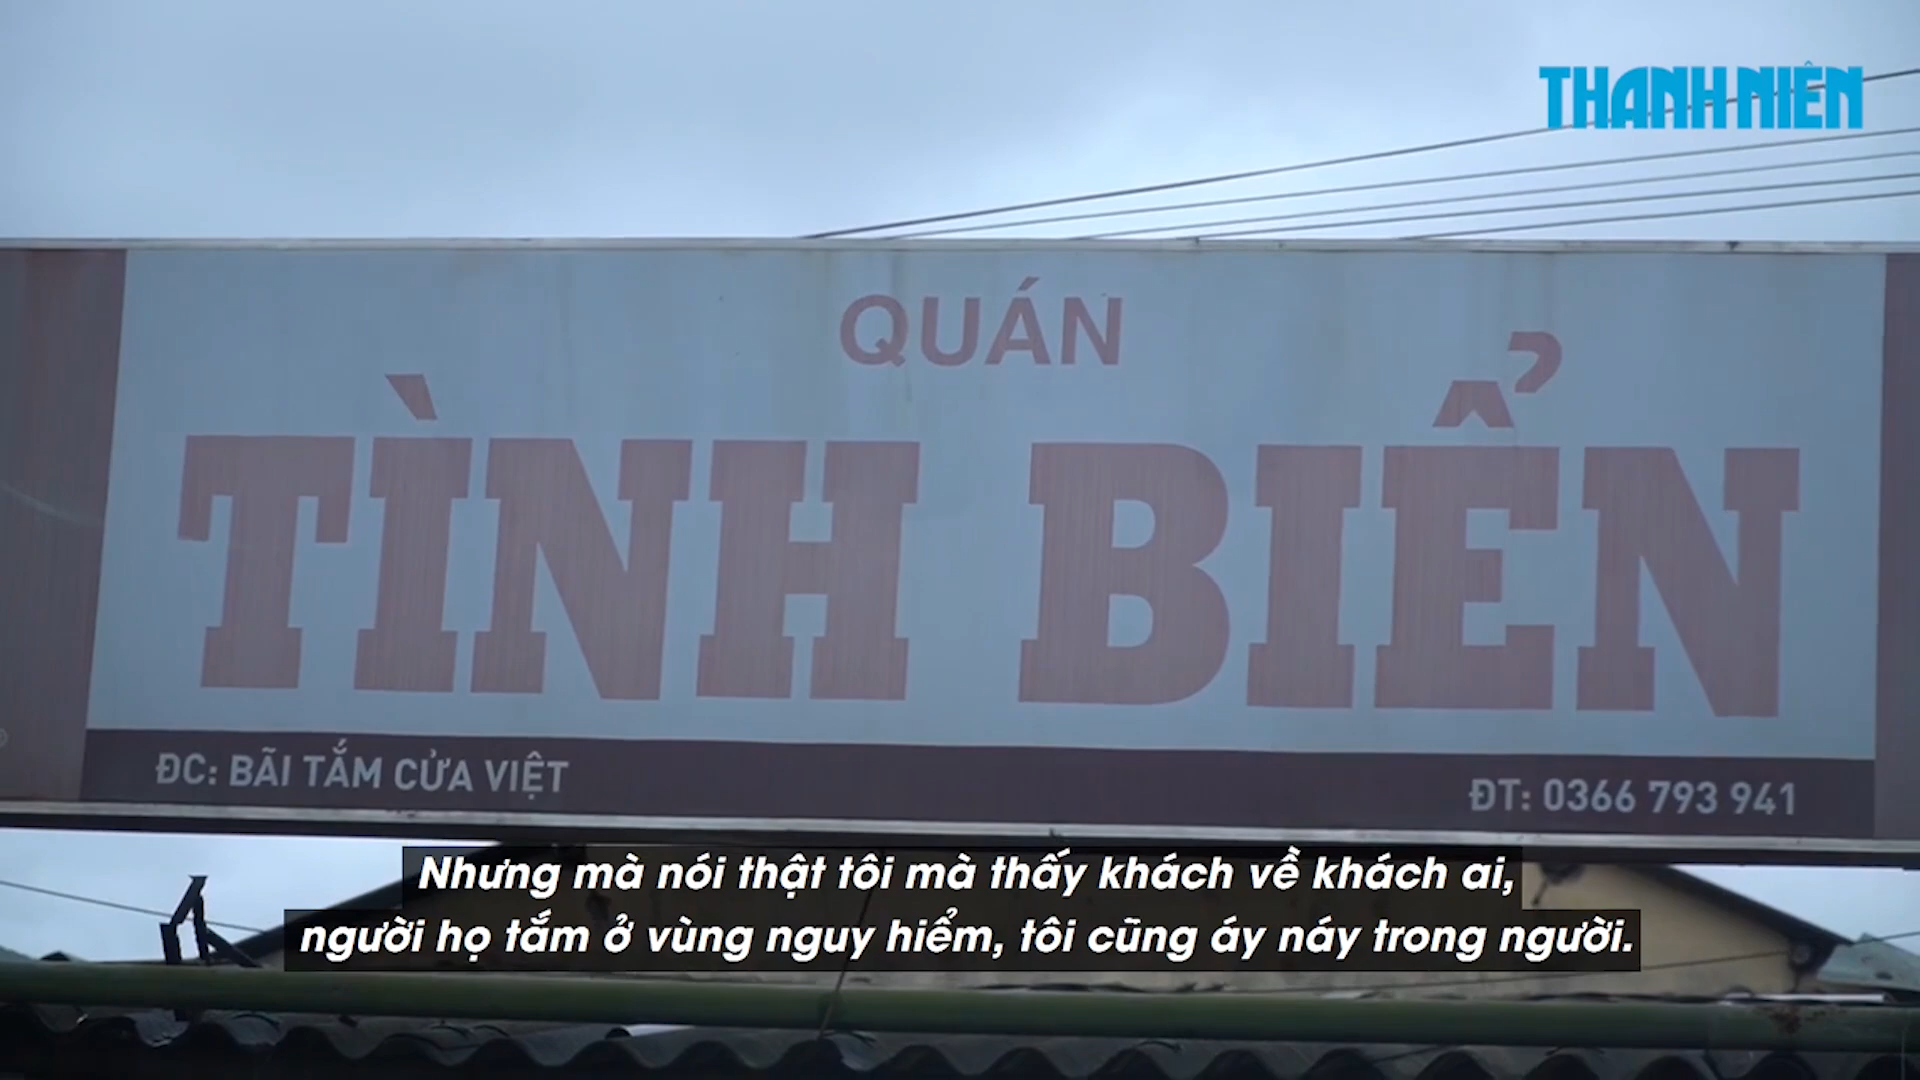 THANH NIÊN
QUÁN
TÌNH BIỂN
ĐC: BÃI TẮM CỬA VIỆT
ĐT: 0366 793 941
Nhưng mà nói thật tôi mà thấy khách về khách ai,
người họ tắm ở vùng nguy hiểm, tôi cũng áy náy trong người.